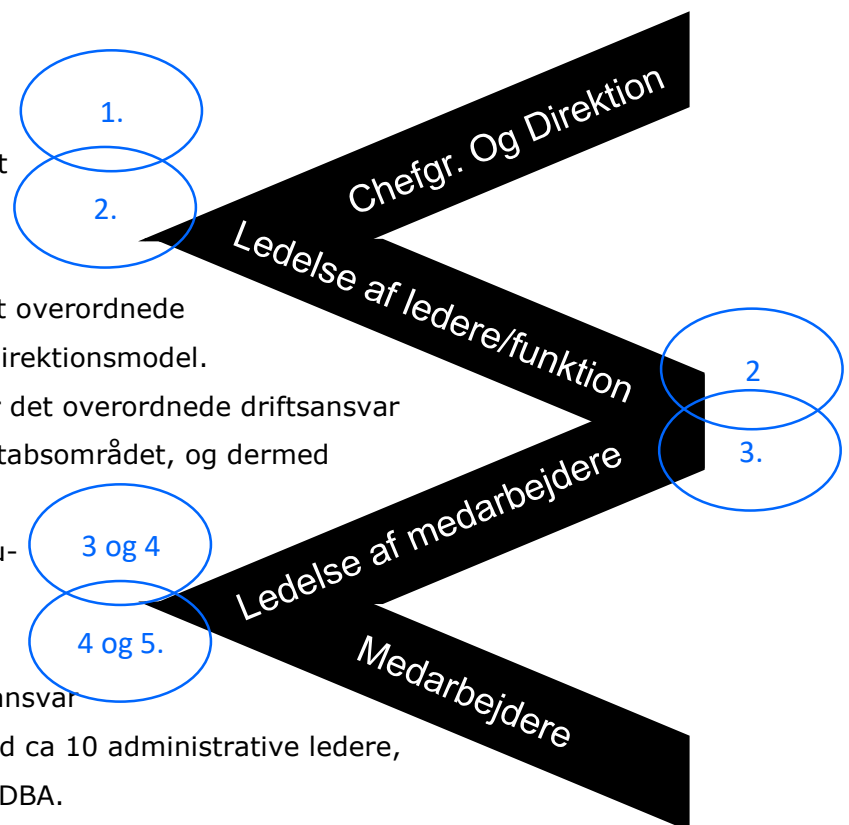 1.
t
2.
t overordnede
irektionsmodel.
r det overordnede driftsansvar
tabsområdet, og dermed
u-
3 og 4
4 og 5.
ansvar
d ca 10 administrative ledere,
DBA.
Chefgr. Og Direktion
Ledelse af ledere/funktion
2
3.
Ledelse af medarbejdere
Medarbejdere